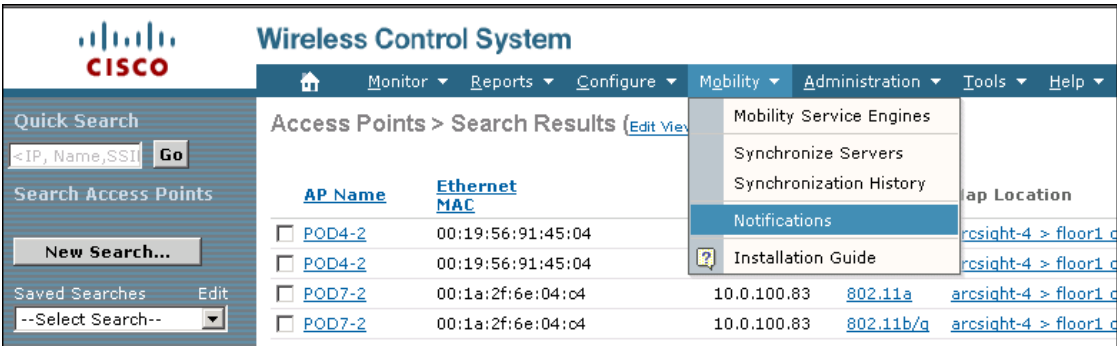 CISCO
Wireless Control System
Monitor Reports Configure Mobility Administration Tools Help
Quick Search
<IP, Name,SSI
Go
Search Access Points
New Search...
Saved Searches Edit
--Select Search--
Access Points > Search Results (Edit View
Mobility Service Engines
Synchronize Servers
Synchronization History
Notifications
Installation Guide
AP Name Ethernet MAC Map Location
POD4-2 00:19:56:91:45:04 arcsight-4 > floor1
POD4-2 00:19:56:91:45:04 arcsight-4 > floor1
POD7-2 00:1a:2f:6e:04:c4 10.0.100.83 802.11a arcsight-4 > floor1
POD7-2 00:1a:2f:6e:04:c4 10.0.100.83 802.11b/g arcsight-4 > floor1